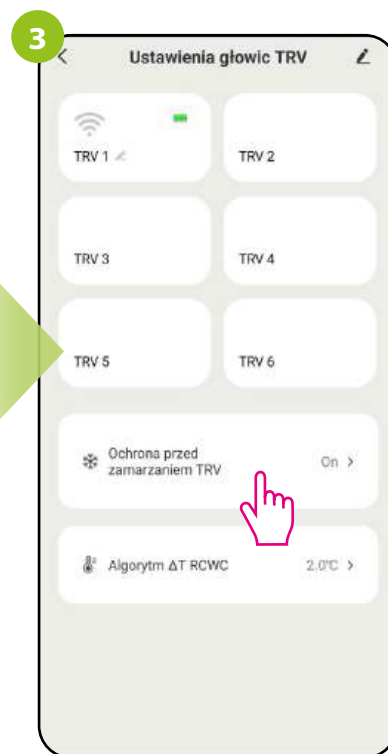 3
Ustawienia głowic TRV
TRV 1
TRV 2
TRV 3
TRV 4
TRV 5
TRV 6
Ochrona przed
zamarzaniem TRV
On >
Algorytm ΔT RCWC
2.0°C >